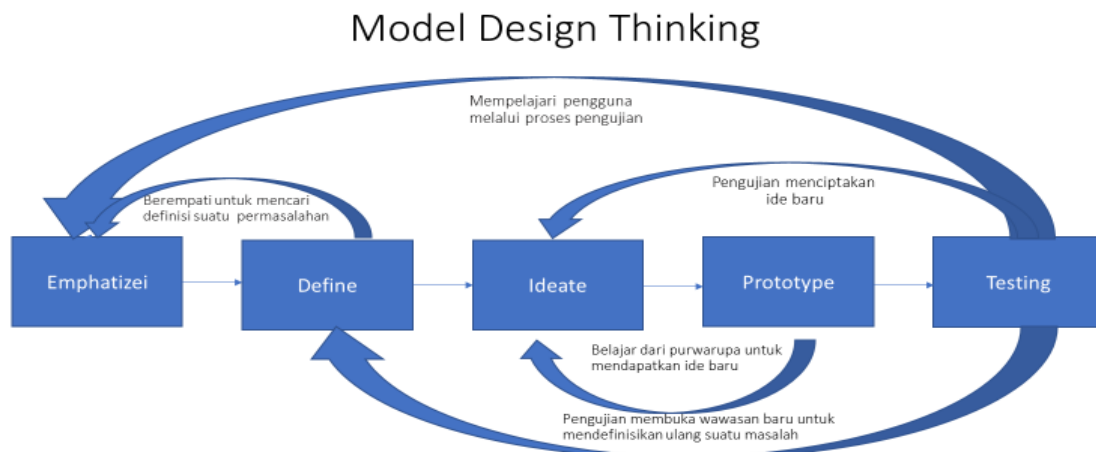 Model Design Thinking
Mempelajari pengguna
melalui proses pengujian
Berempati untuk mencari
definisi suatu permasalahan
Pengujian menciptakan
ide baru
Emphatizei
Define
Ideate
Prototype
Testing
Belajar dari purwarupa untuk
mendapatkan ide baru
Pengujian membuka wawasan baru untuk
mendefinisikan ulang suatu masalah